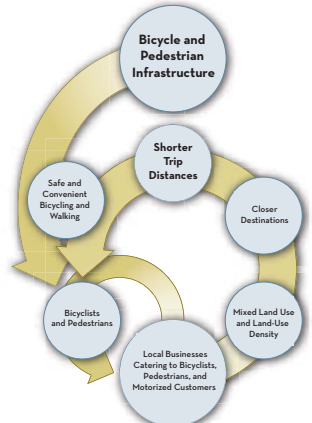 Bicycle and
Pedestrian
Infrastructure
Shorter
Trip
Distances
Safe and
Convenient
Bicycling and
Walking
Closer
Destinations
Bicyclists
and Pedestrians
Mixed Land Use
and Land-Use
Density
Local Businesses
Catering to Bicyclists,
Pedestrians, and
Motorized Customers